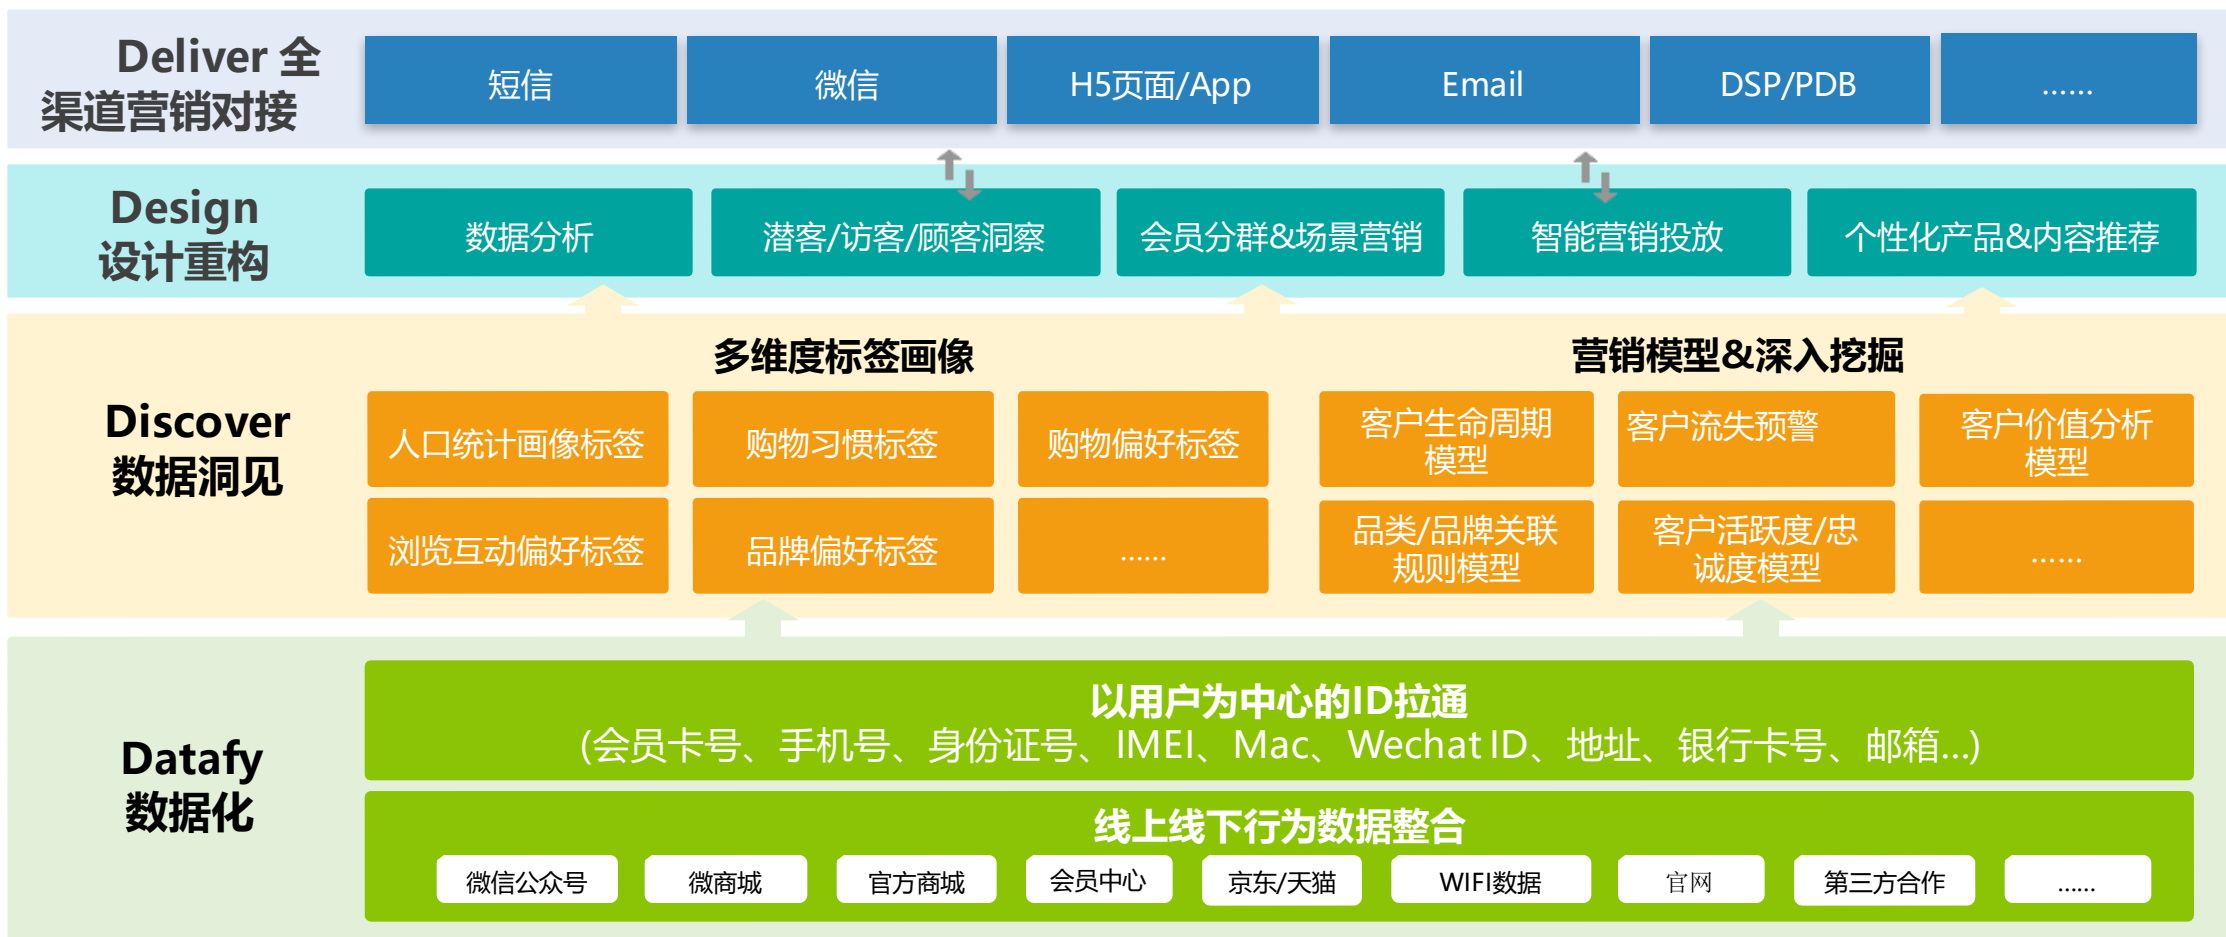 Deliver 全
渠道营销对接
短信
微信
H5页面/App
Email
DSP/PDB
......
Design
设计重构
数据分析
潜客/访客/顾客洞察
会员分群&场景营销
智能营销投放
个性化产品&内容推荐
Discover
数据洞见
多维度标签画像
人口统计画像标签
购物习惯标签
购物偏好标签
浏览互动偏好标签
品牌偏好标签
......
营销模型&深入挖掘
客户生命周期
模型
客户流失预警
客户价值分析
模型
品类/品牌关联
规则模型
客户活跃度/忠
诚度模型
......
Datafy
数据化
以用户为中心的ID拉通
(会员卡号、手机号、身份证号、IMEI、Mac、Wechat ID、地址、银行卡号、邮箱...)
线上线下行为数据整合
微信公众号
微商城
官方商城
会员中心
京东/天猫
WIFI数据
官网
第三方合作
......